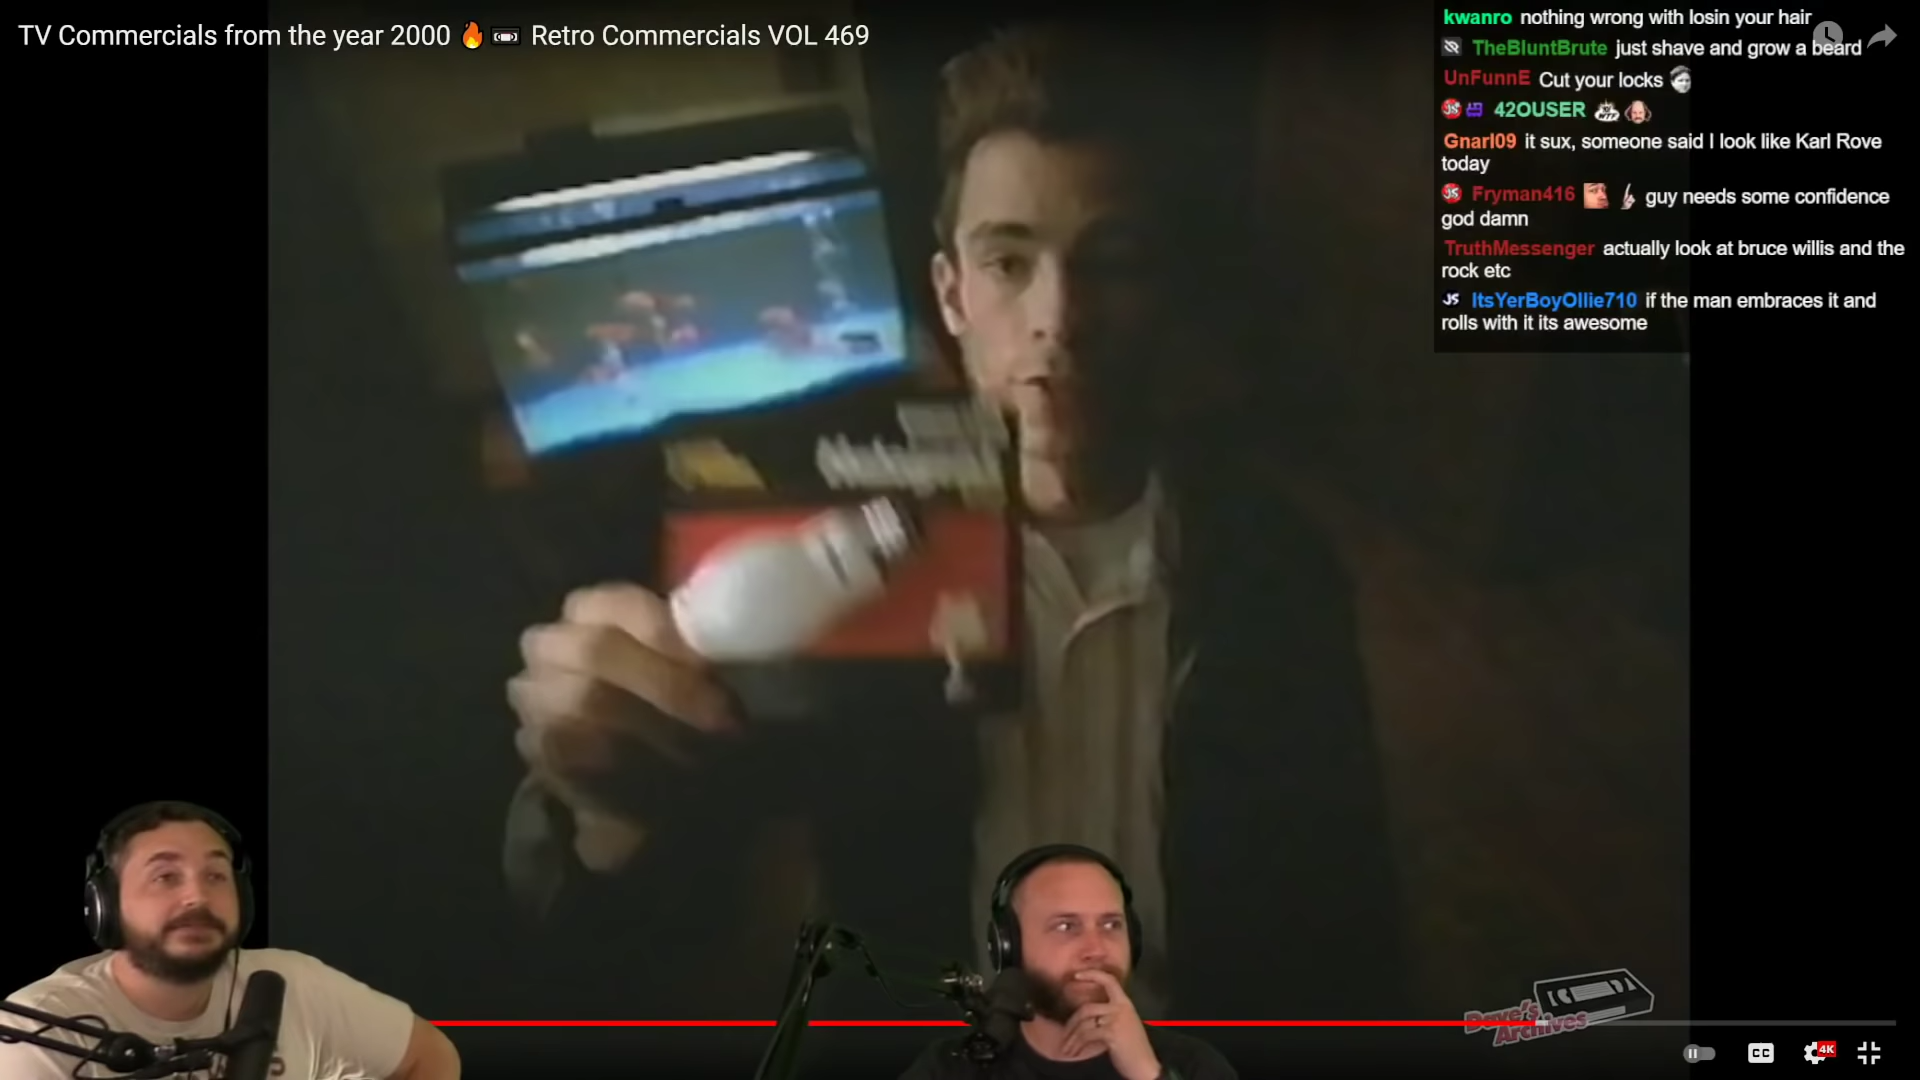 TV Commercials from the year 2000 🔥📼 Retro Commercials VOL 469
kwanro nothing wrong with losin your hair
TheBluntBrute just shave and grow a beard
UnFunnE Cut your locks
42OUSER
Gnarl09 it sux, someone said I look like Karl Rove
today
Fryman416 guy needs some confidence
god damn
TruthMessenger actually look at bruce willis and the
rock etc
JS ItsYerBoyOllie710 if the man embraces it and
rolls with it its awesome
Dave's
Archives
CC
4K